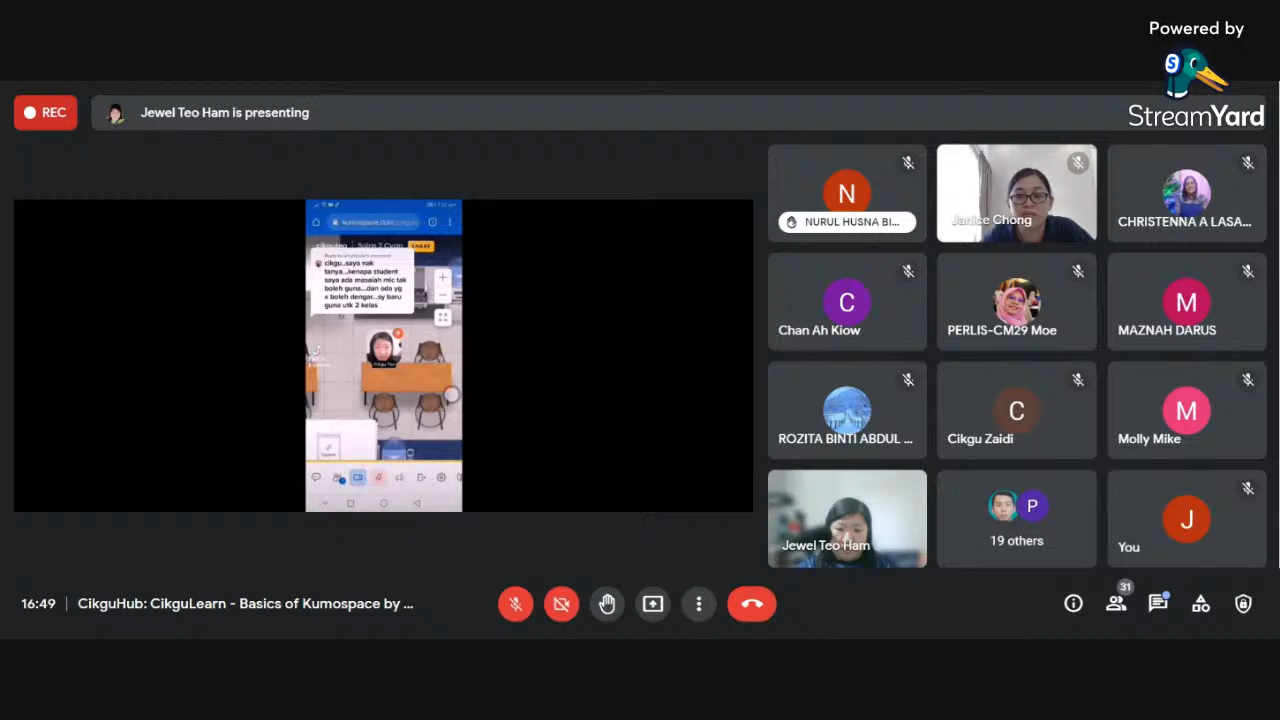 Powered by
StreamYard
REC
Jewel Teo Ham is presenting
SHARE
cikgu..saya nak
tanya...kenapa student
saya ada masalah mic tak
boleh guna...dan ada yg
x boleh dengar...sy baru
guna utk 2 kelas
N
NURUL HUSNA BI...
Janice Chong
CHRISTENNA A LASA...
C
Chan Ah Kiow
PERLIS-CM29 Moe
M
MAZNAH DARUS
ROZITA BINTI ABDUL ...
C
Cikgu Zaidi
M
Molly Mike
Jewel Teo Ham
P
19 others
J
You
16:49
CikguHub: CikguLearn - Basics of Kumospace by ...
31